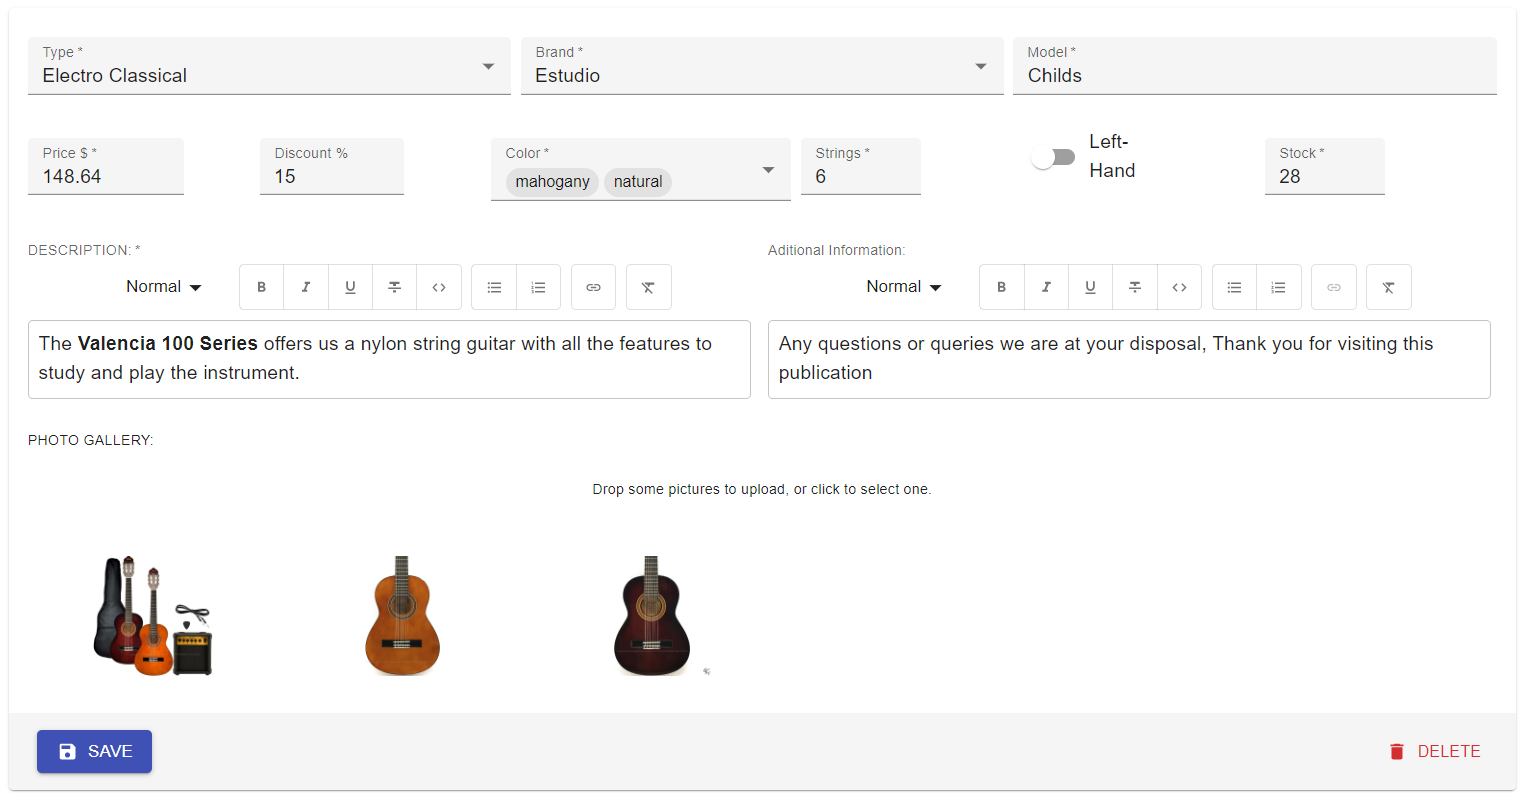 Type *
Electro Classical
Brand *
Estudio
Model *
Childs
Price $ *
148.64
Discount %
15
Color *
mahogany natural
Strings *
6
Left-
Hand
Stock *
28
DESCRIPTION: *
Normal B I U
The Valencia 100 Series offers us a nylon string guitar with all the features to
study and play the instrument.
Aditional Information:
Normal B I U
Any questions or queries we are at your disposal, Thank you for visiting this
publication
PHOTO GALLERY:
Drop some pictures to upload, or click to select one.
SAVE
DELETE